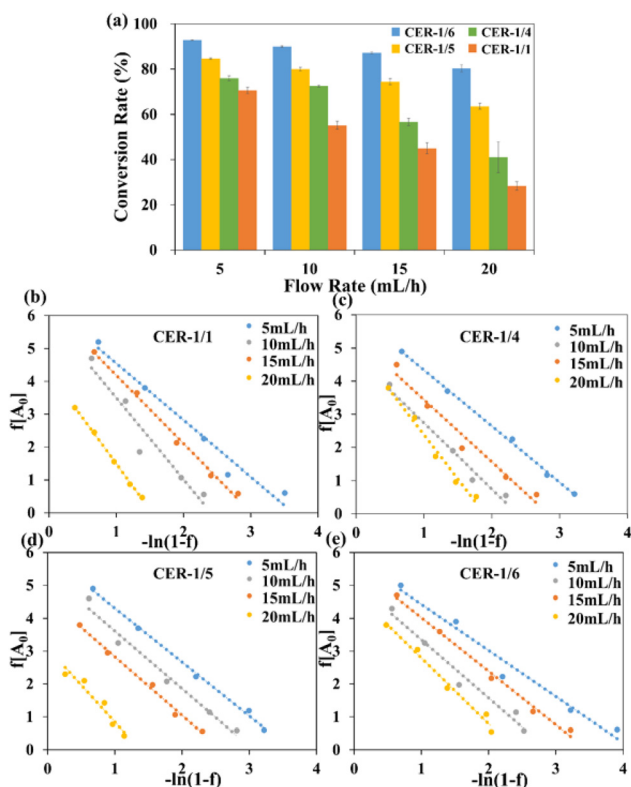 (a)
CER-1/6 CER-1/4
CER-1/5 CER-1/1
Conversion Rate (%)
100
80
60
40
20
0
5 10 15 20
Flow Rate (mL/h)
(b)
CER-1/1
5mL/h
10mL/h
15mL/h
20mL/h
f[A₀]
6
5
4
3
2
1
0
0 1 2 3 4
-ln(1-f)
(c)
CER-1/4
5mL/h
10mL/h
15mL/h
20mL/h
f[A₀]
6
5
4
3
2
1
0
0 1 2 3 4
-ln(1-f)
(d)
CER-1/5
5mL/h
10mL/h
15mL/h
20mL/h
f[A₀]
6
5
4
3
2
1
0
0 1 2 3 4
-ln(1-f)
(e)
CER-1/6
5mL/h
10mL/h
15mL/h
20mL/h
f[A₀]
6
5
4
3
2
1
0
0 1 2 3 4
-ln(1-f)